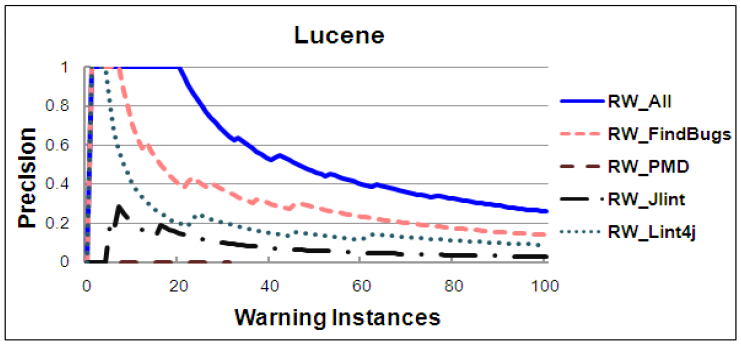 Lucene
1
0.8
0.6
0.4
0.2
0
Precision
0 20 40 60 80 100
Warning Instances
RW_All
RW_FindBugs
RW_PMD
RW_Jlint
RW_Lint4j